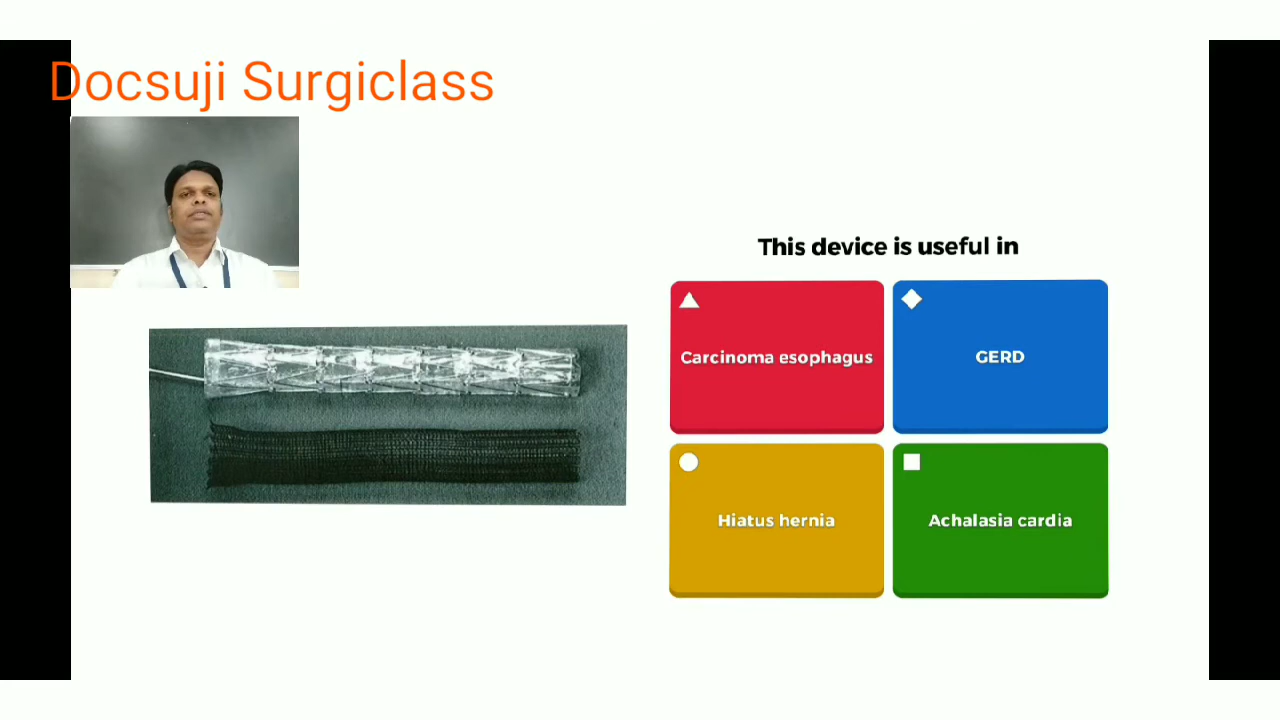 Docsuji Surgiclass
This device is useful in
Carcinoma esophagus
GERD
Hiatus hernia
Achalasia cardia